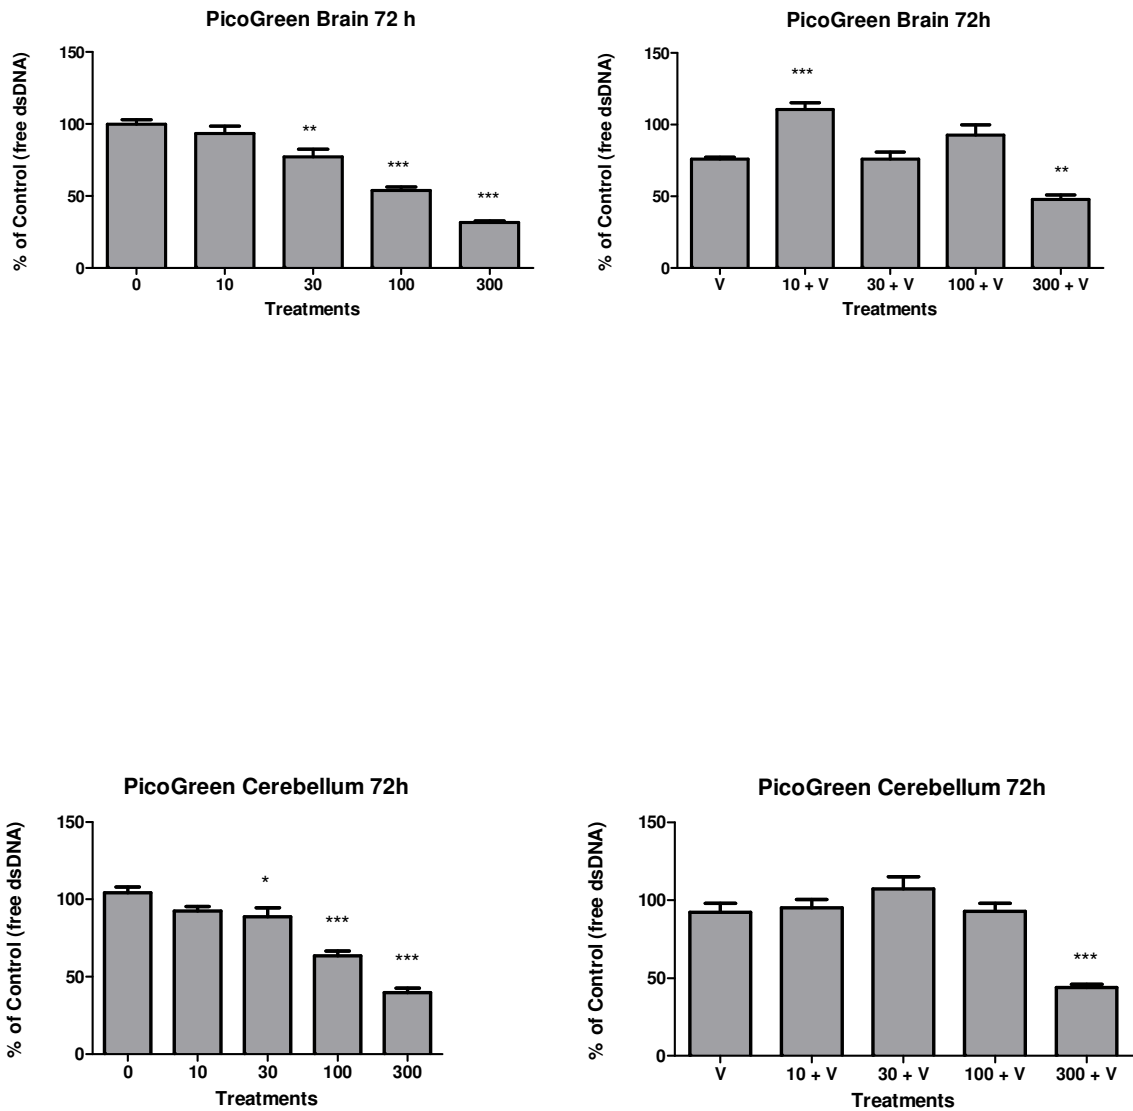 PicoGreen Brain 72 h
% of Control (free dsDNA)
150
100
50
0
**
***
***
0 10 30 100 300
Treatments
PicoGreen Brain 72h
% of Control (free dsDNA)
150
100
50
0
***
**
V 10 + V 30 + V 100 + V 300 + V
Treatments
PicoGreen Cerebellum 72h
% of Control (free dsDNA)
150
100
50
0
*
***
***
0 10 30 100 300
Treatments
PicoGreen Cerebellum 72h
% of Control (free dsDNA)
150
100
50
0
***
V 10 + V 30 + V 100 + V 300 + V
Treatments